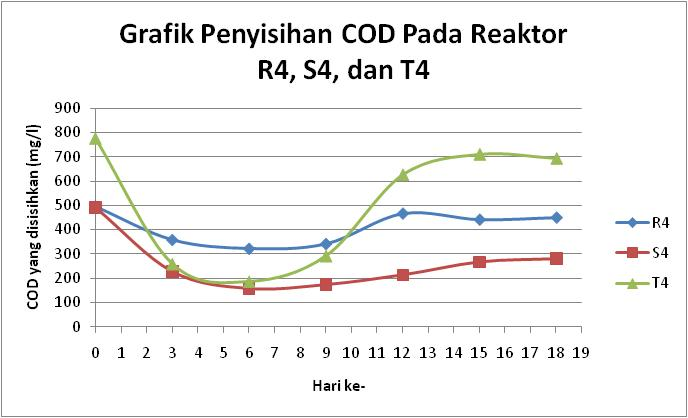 Grafik Penyisihan COD Pada Reaktor
R4, S4, dan T4
COD yang disisihkan (mg/l)
900
800
700
600
500
400
300
200
100
0
0 1 2 3 4 5 6 7 8 9 10 11 12 13 14 15 16 17 18 19
Hari ke-
R4
S4
T4